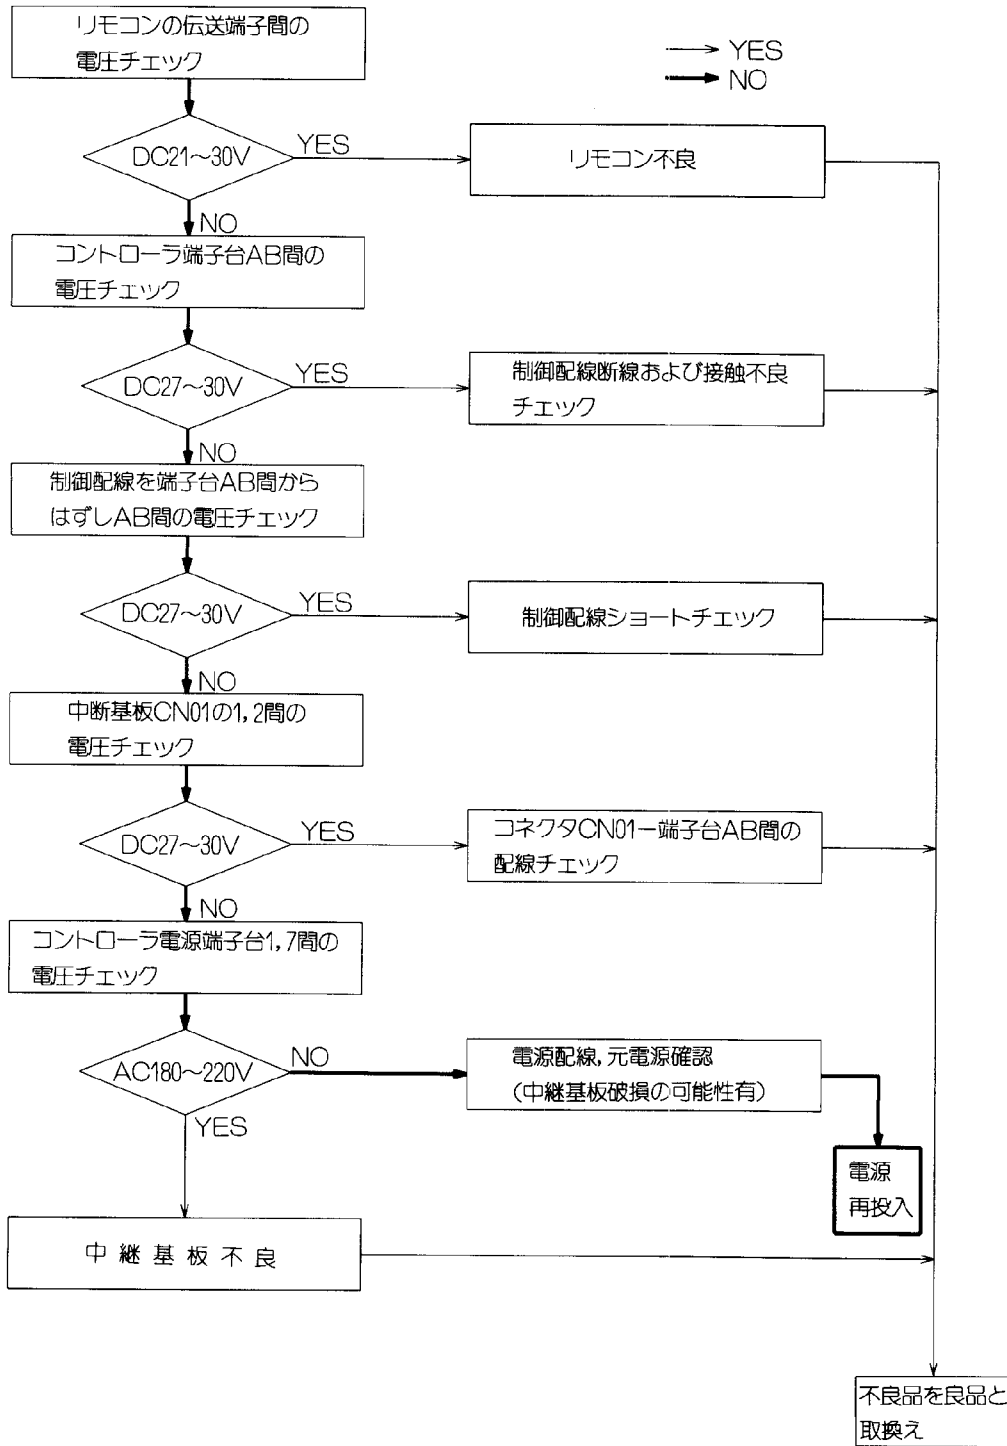 リモコンの伝送端子間の
電圧チェック
YES
NO
DC21～30V
YES
リモコン不良
NO
コントローラ端子台AB間の
電圧チェック
DC27～30V
YES
制御配線断線および接触不良
チェック
NO
制御配線を端子台AB間から
はずしAB間の電圧チェック
DC27～30V
YES
制御配線ショートチェック
NO
中断基板CN01の1,2間の
電圧チェック
DC27～30V
YES
コネクタCN01－端子台AB間の
配線チェック
NO
コントローラ電源端子台1,7間の
電圧チェック
AC180～220V
NO
電源配線,元電源確認
(中継基板破損の可能性有)
YES
電源
再投入
中継基板不良
不良品を良品と
取換え